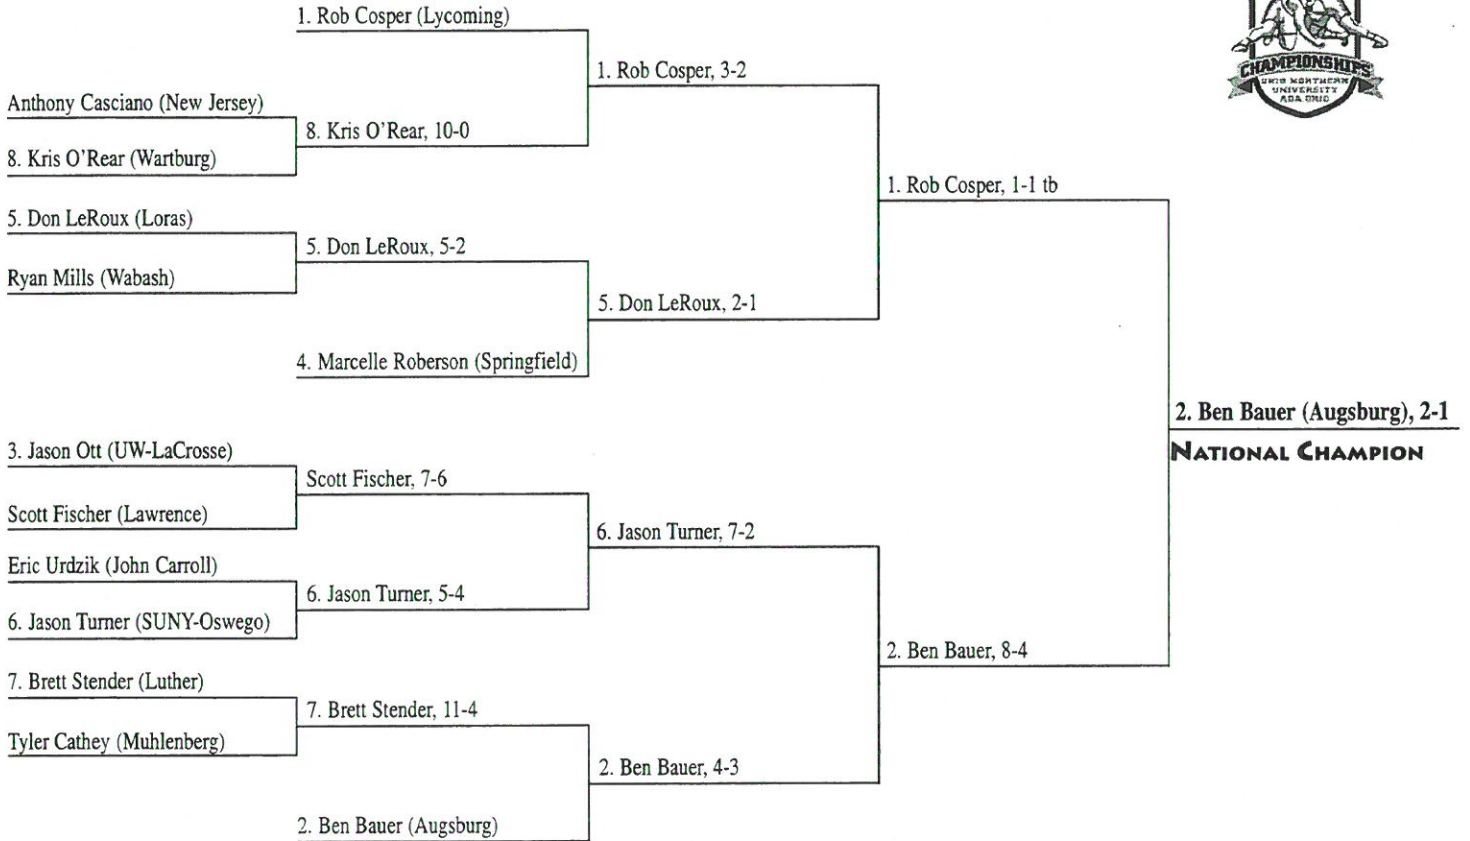 1. Rob Cosper (Lycoming)
CHAMPIONSHIPS
OHIO NORTHERN
UNIVERSITY
ADA OHIO
1. Rob Cosper, 3-2
Anthony Casciano (New Jersey)
8. Kris O'Rear, 10-0
8. Kris O'Rear (Wartburg)
1. Rob Cosper, 1-1 tb
5. Don LeRoux (Loras)
5. Don LeRoux, 5-2
Ryan Mills (Wabash)
5. Don LeRoux, 2-1
4. Marcelle Roberson (Springfield)
2. Ben Bauer (Augsburg), 2-1
NATIONAL CHAMPION
3. Jason Ott (UW-LaCrosse)
Scott Fischer, 7-6
Scott Fischer (Lawrence)
6. Jason Turner, 7-2
Eric Urdzik (John Carroll)
6. Jason Turner, 5-4
6. Jason Turner (SUNY-Oswego)
2. Ben Bauer, 8-4
7. Brett Stender (Luther)
7. Brett Stender, 11-4
Tyler Cathey (Muhlenberg)
2. Ben Bauer, 4-3
2. Ben Bauer (Augsburg)